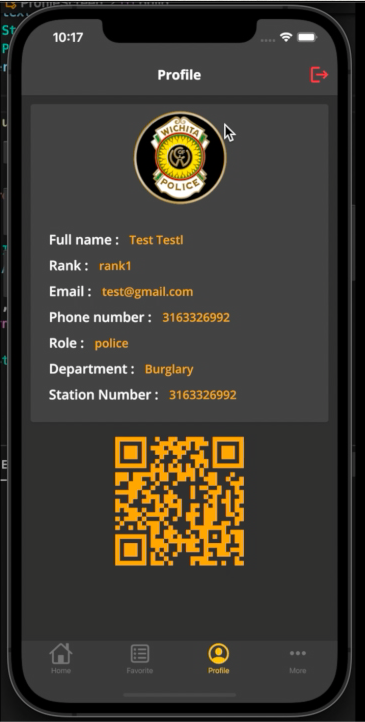 ProfileScreen
10:17
Profile
WICHITA
POLICE
Full name : Test Testl
Rank : rank1
Email : test@gmail.com
Phone number : 3163326992
Role : police
Department : Burglary
Station Number : 3163326992
Home
Favorite
Profile
More